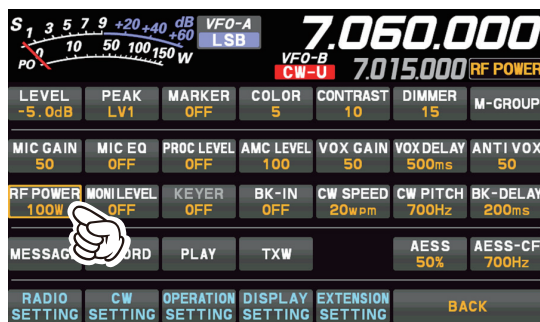 S 1 3 5 7 9 +20 +40 +60 dB
PO 0 10 50 100 150 W
VFO-A
LSB
7.060.000
VFO-B
CW-U
7.015.000
RF POWER
LEVEL PEAK MARKER COLOR CONTRAST DIMMER M-GROUP
-5.0dB LV1 OFF 5 10 15
MIC GAIN MIC EQ PROC LEVEL AMC LEVEL VOX GAIN VOX DELAY ANTI VOX
50 OFF OFF 100 50 500ms 50
RF POWER MONI LEVEL KEYER BK-IN CW SPEED CW PITCH BK-DELAY
100W OFF OFF OFF 20wpm 700Hz 200ms
MESSAG ORD PLAY TXW AESS AESS-CF
50% 700Hz
RADIO CW OPERATION DISPLAY EXTENSION BACK
SETTING SETTING SETTING SETTING SETTING